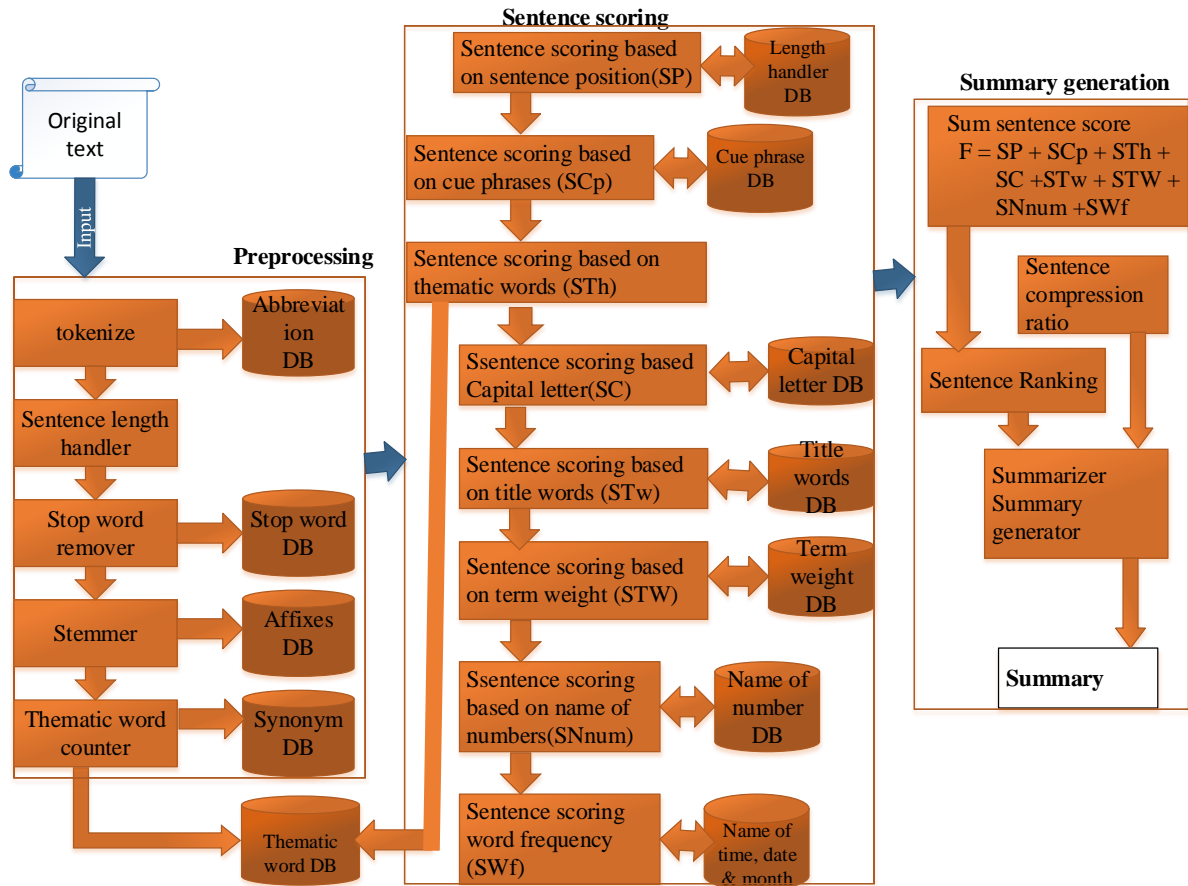 Sentence scoring
Original
text
Input
Preprocessing
tokenize
Abbreviat
ion
DB
Sentence length
handler
Stop word
remover
Stop word
DB
Stemmer
Affixes
DB
Thematic word
counter
Synonym
DB
Thematic
word DB
Sentence scoring based
on sentence position(SP)
Length
handler
DB
Sentence scoring based
on cue phrases (SCp)
Cue phrase
DB
Sentence scoring based on
thematic words (STh)
Ssentence scoring based
Capital letter(SC)
Capital
letter DB
Sentence scoring based
on title words (STw)
Title
words
DB
Sentence scoring based
on term weight (STW)
Term
weight
DB
Ssentence scoring
based on name of
numbers(SNnum)
Name of
number
DB
Sentence scoring
word frequency
(SWf)
Name of
time, date
& month
Summary generation
Sum sentence score
F = SP + SCp + STh +
SC +STw + STW +
SNnum +SWf
Sentence
compression
ratio
Sentence Ranking
Summarizer
Summary
generator
Summary